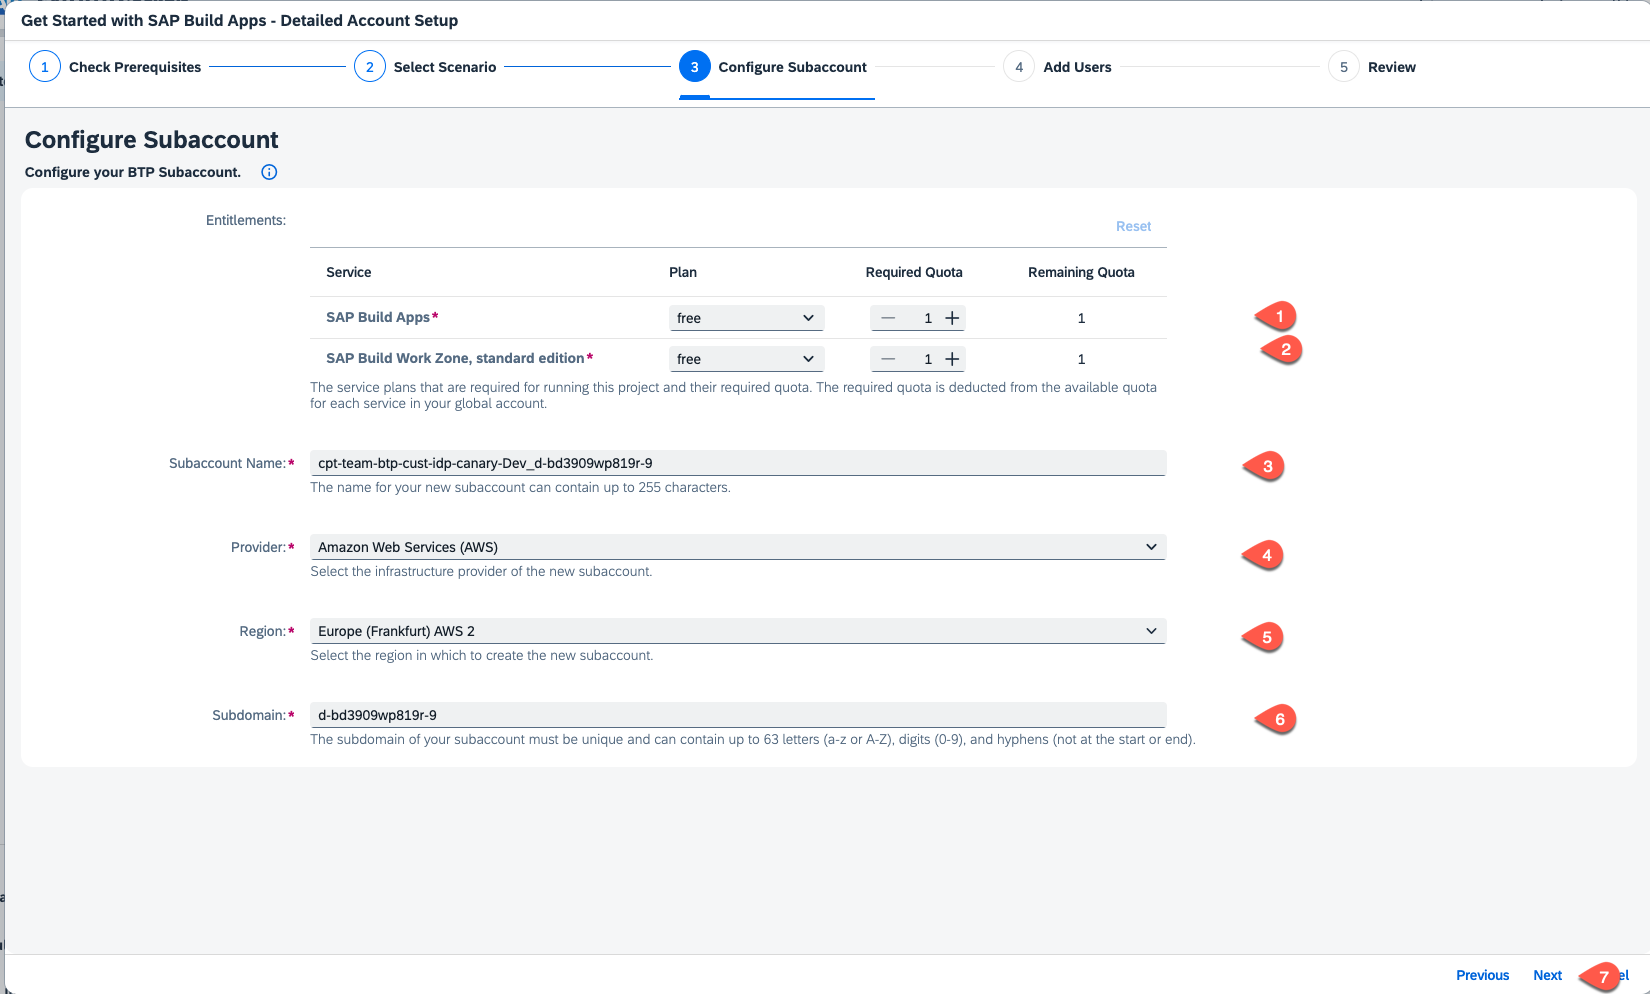 Get Started with SAP Build Apps - Detailed Account Setup
1 Check Prerequisites 2 Select Scenario 3 Configure Subaccount 4 Add Users 5 Review
Configure Subaccount
Configure your BTP Subaccount.
Entitlements:
Reset
Service Plan Required Quota Remaining Quota
SAP Build Apps* free 1 1 1
SAP Build Work Zone, standard edition* free 1 1 2
The service plans that are required for running this project and their required quota. The required quota is deducted from the available quota
for each service in your global account.
Subaccount Name:* cpt-team-btp-cust-idp-canary-Dev_d-bd3909wp819r-9 3
The name for your new subaccount can contain up to 255 characters.
Provider:* Amazon Web Services (AWS) 4
Select the infrastructure provider of the new subaccount.
Region:* Europe (Frankfurt) AWS 2 5
Select the region in which to create the new subaccount.
Subdomain:* d-bd3909wp819r-9 6
The subdomain of your subaccount must be unique and can contain up to 63 letters (a-z or A-Z), digits (0-9), and hyphens (not at the start or end).
Previous Next 7 el